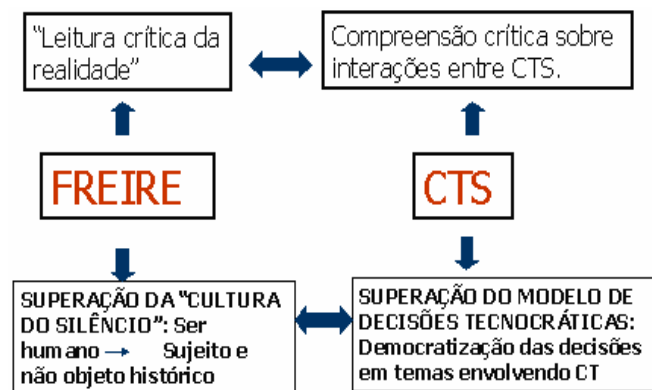 “Leitura crítica da
realidade”
Compreensão crítica sobre
interações entre CTS.
FREIRE
CTS
SUPERAÇÃO DA “CULTURA
DO SILÊNCIO”: Ser
humano → Sujeito e
não objeto histórico
SUPERAÇÃO DO MODELO DE
DECISÕES TECNOCRÁTICAS:
Democratização das decisões
em temas envolvendo CT